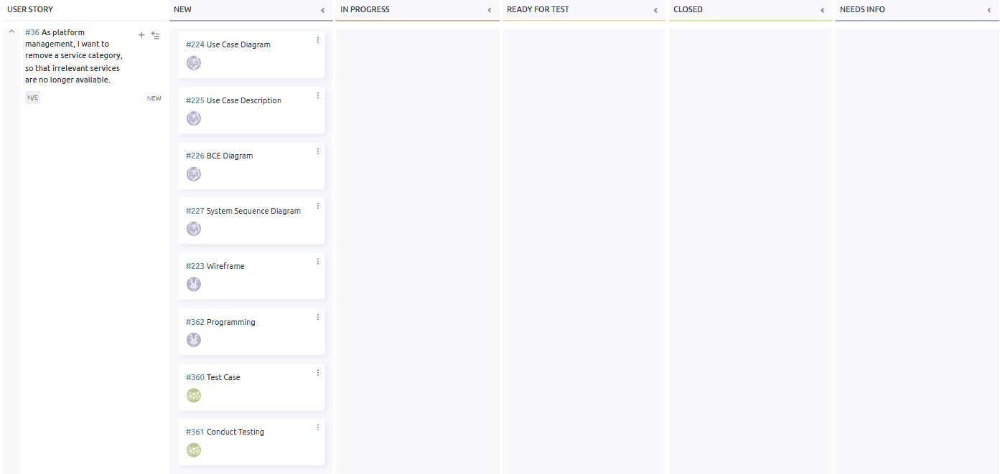 USER STORY
NEW
IN PROGRESS
READY FOR TEST
CLOSED
NEEDS INFO
#36 As platform
management, I want to
remove a service category,
so that irrelevant services
are no longer available.
N/E
NEW
#224 Use Case Diagram
#225 Use Case Description
#226 BCE Diagram
#227 System Sequence Diagram
#223 Wireframe
#362 Programming
#360 Test Case
#361 Conduct Testing